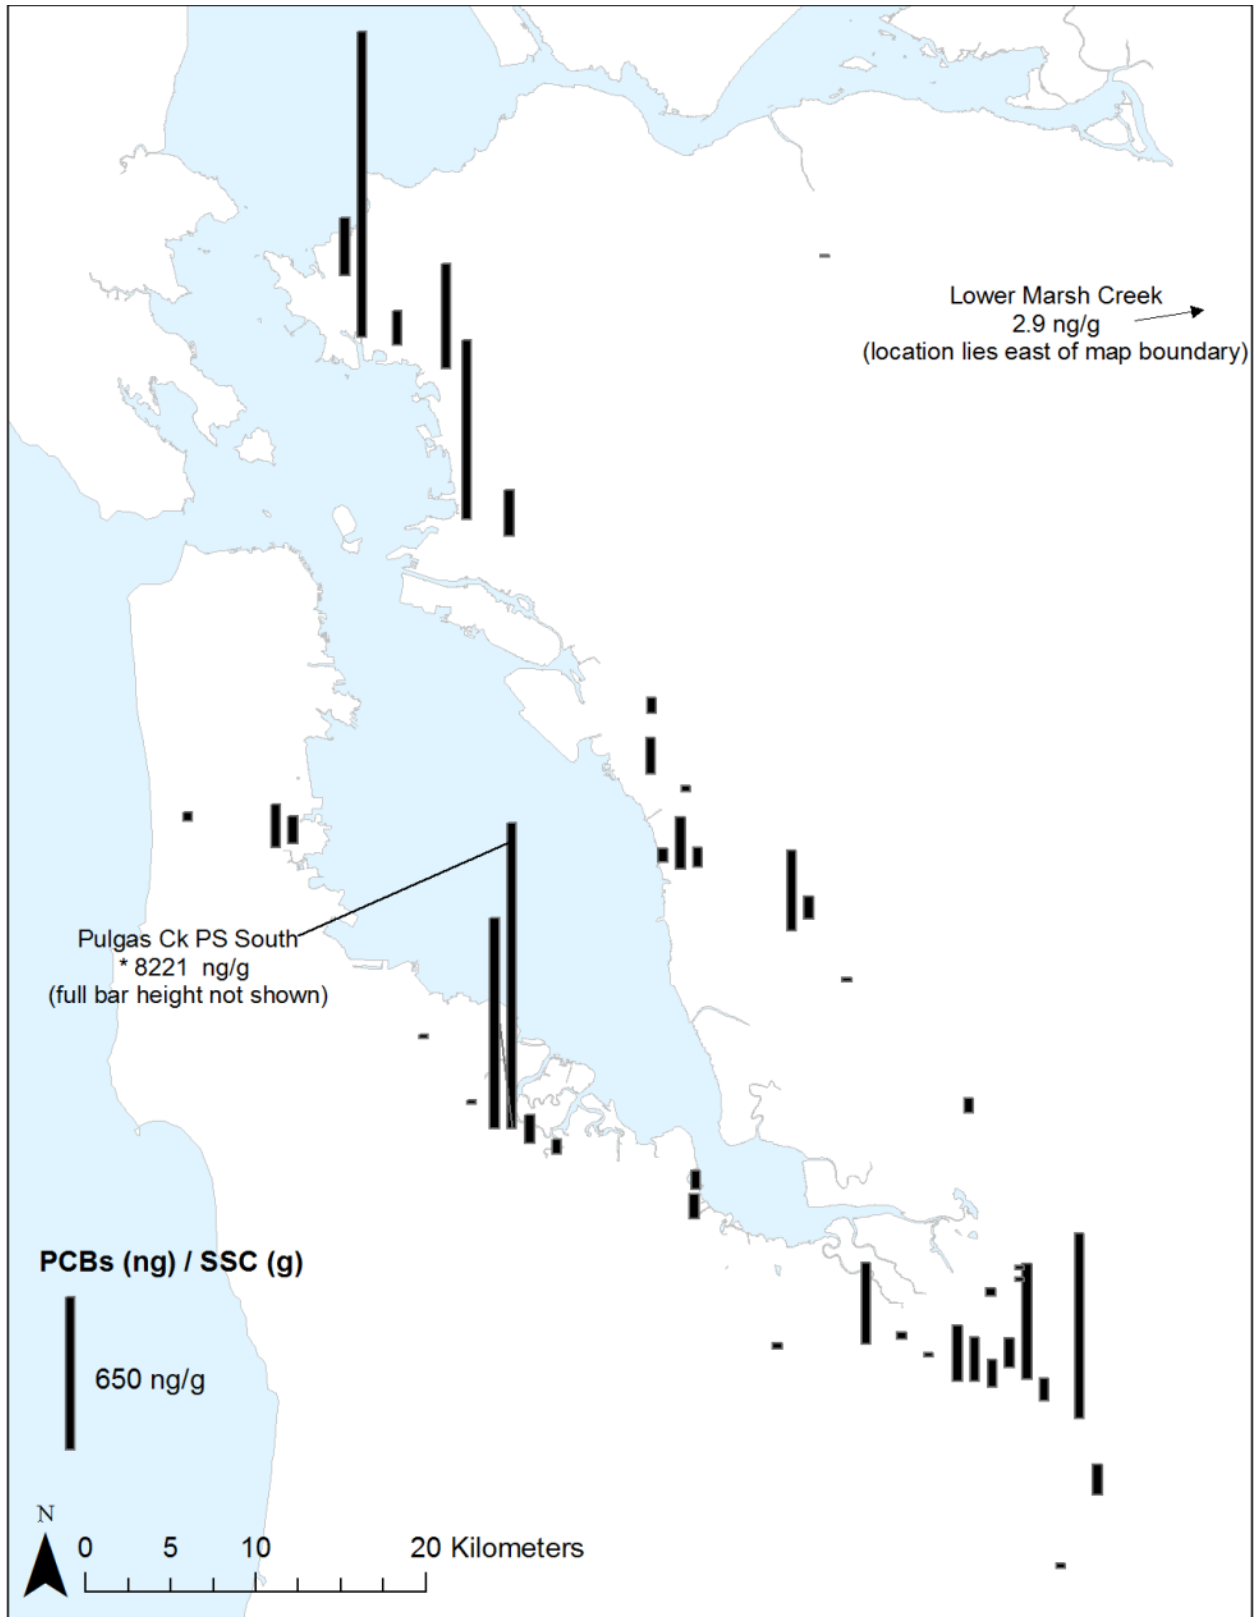 Lower Marsh Creek
2.9 ng/g
(location lies east of map boundary)
Pulgas Ck PS South
* 8221 ng/g
(full bar height not shown)
PCBs (ng) / SSC (g)
650 ng/g
N
0 5 10 20 Kilometers